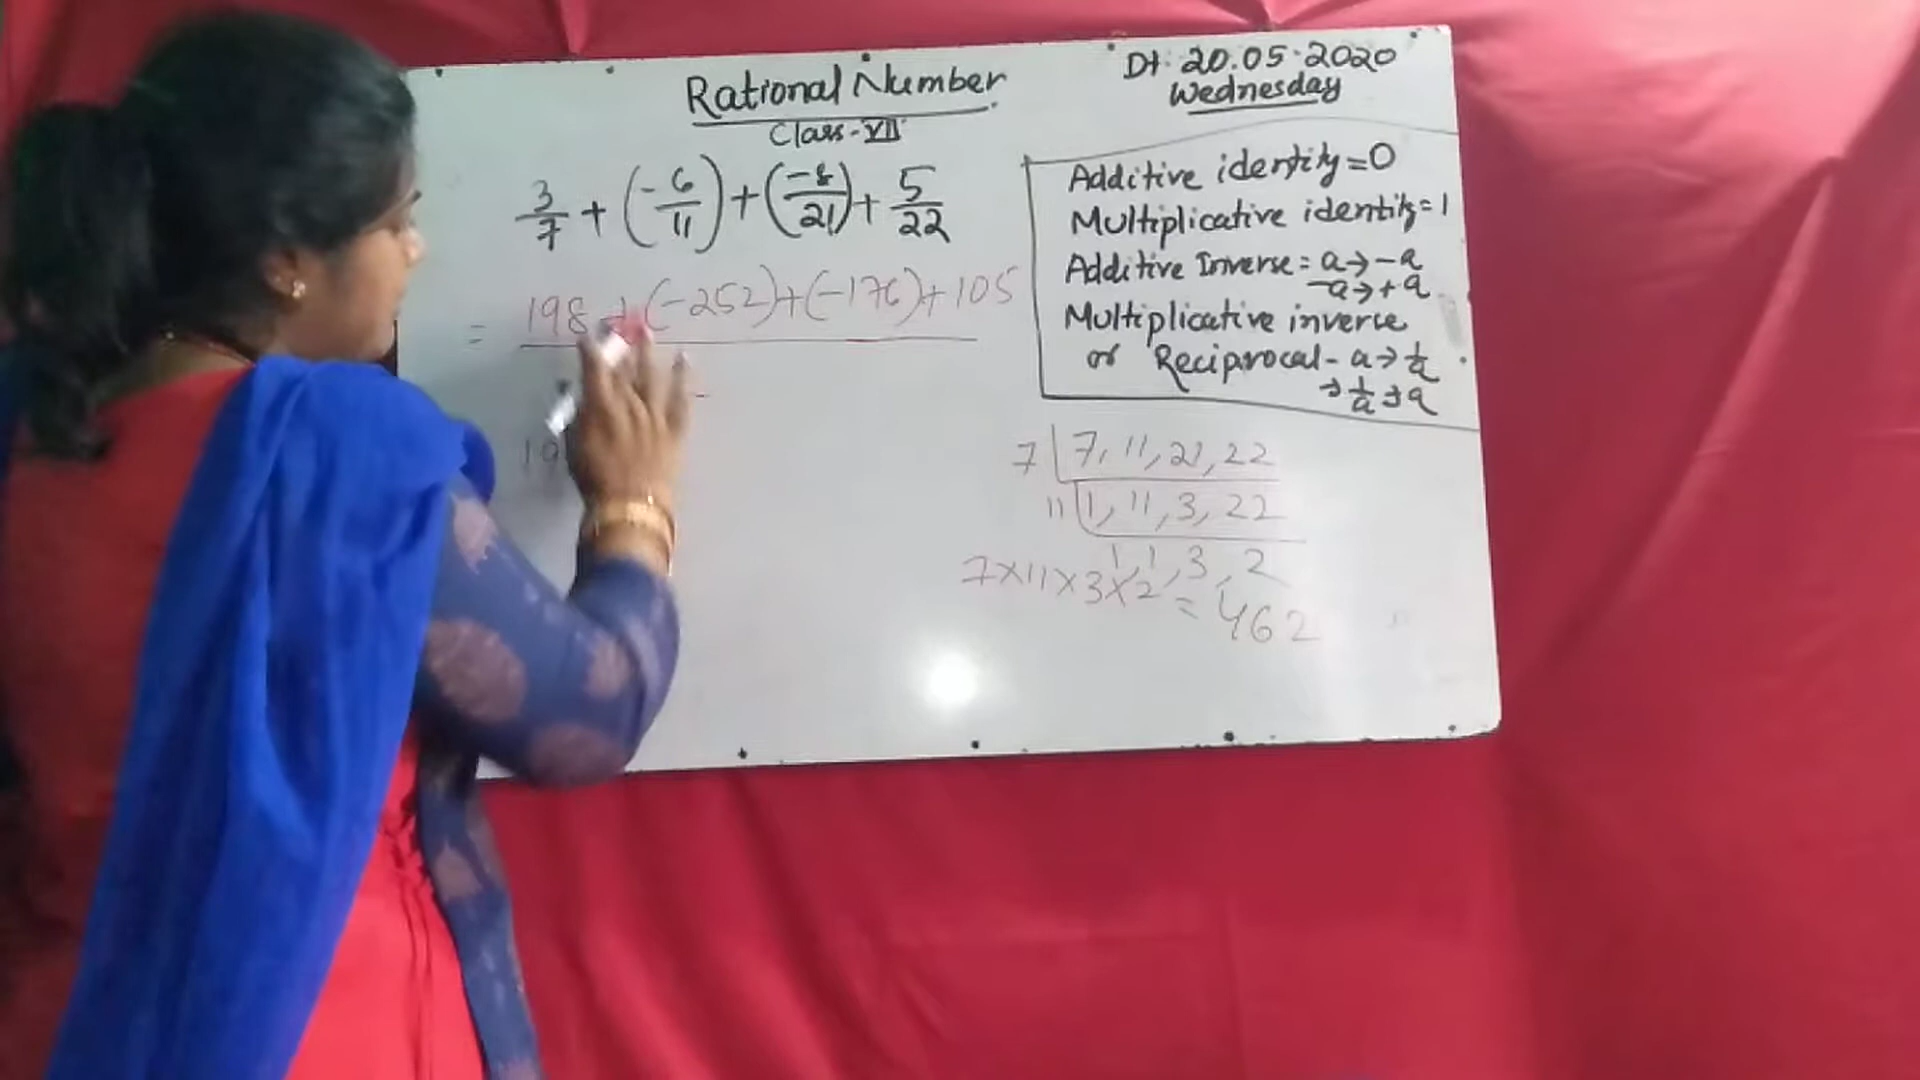 Rational Number
Class-VII
Dt: 20.05.2020
Wednesday
3/7 + (-6/11) + (-8/21) + 5/22
= 198 + (-252) + (-176) + 105
19
Additive identity = 0
Multiplicative identity = 1
Additive Inverse = a → -a
-a → + a
Multiplicative inverse
or Reciprocal - a → 1/a
→ 1/a → a
7 | 7, 11, 21, 22
11 | 1, 11, 3, 22
1, 1, 3, 2
7×11×3×2 = 462